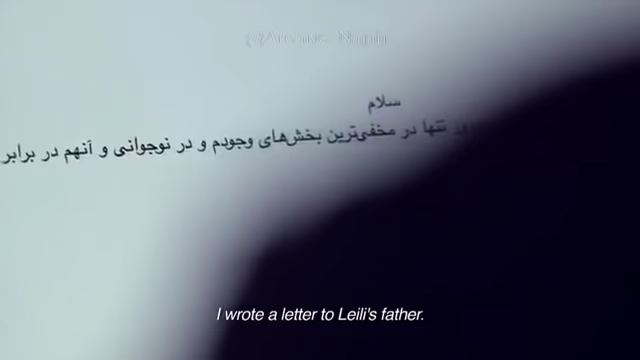 سلام
تنها در مخفی‌ترین بخش‌های وجودم و در نوجوانی و آنهم در برابر
I wrote a letter to Leili's father.